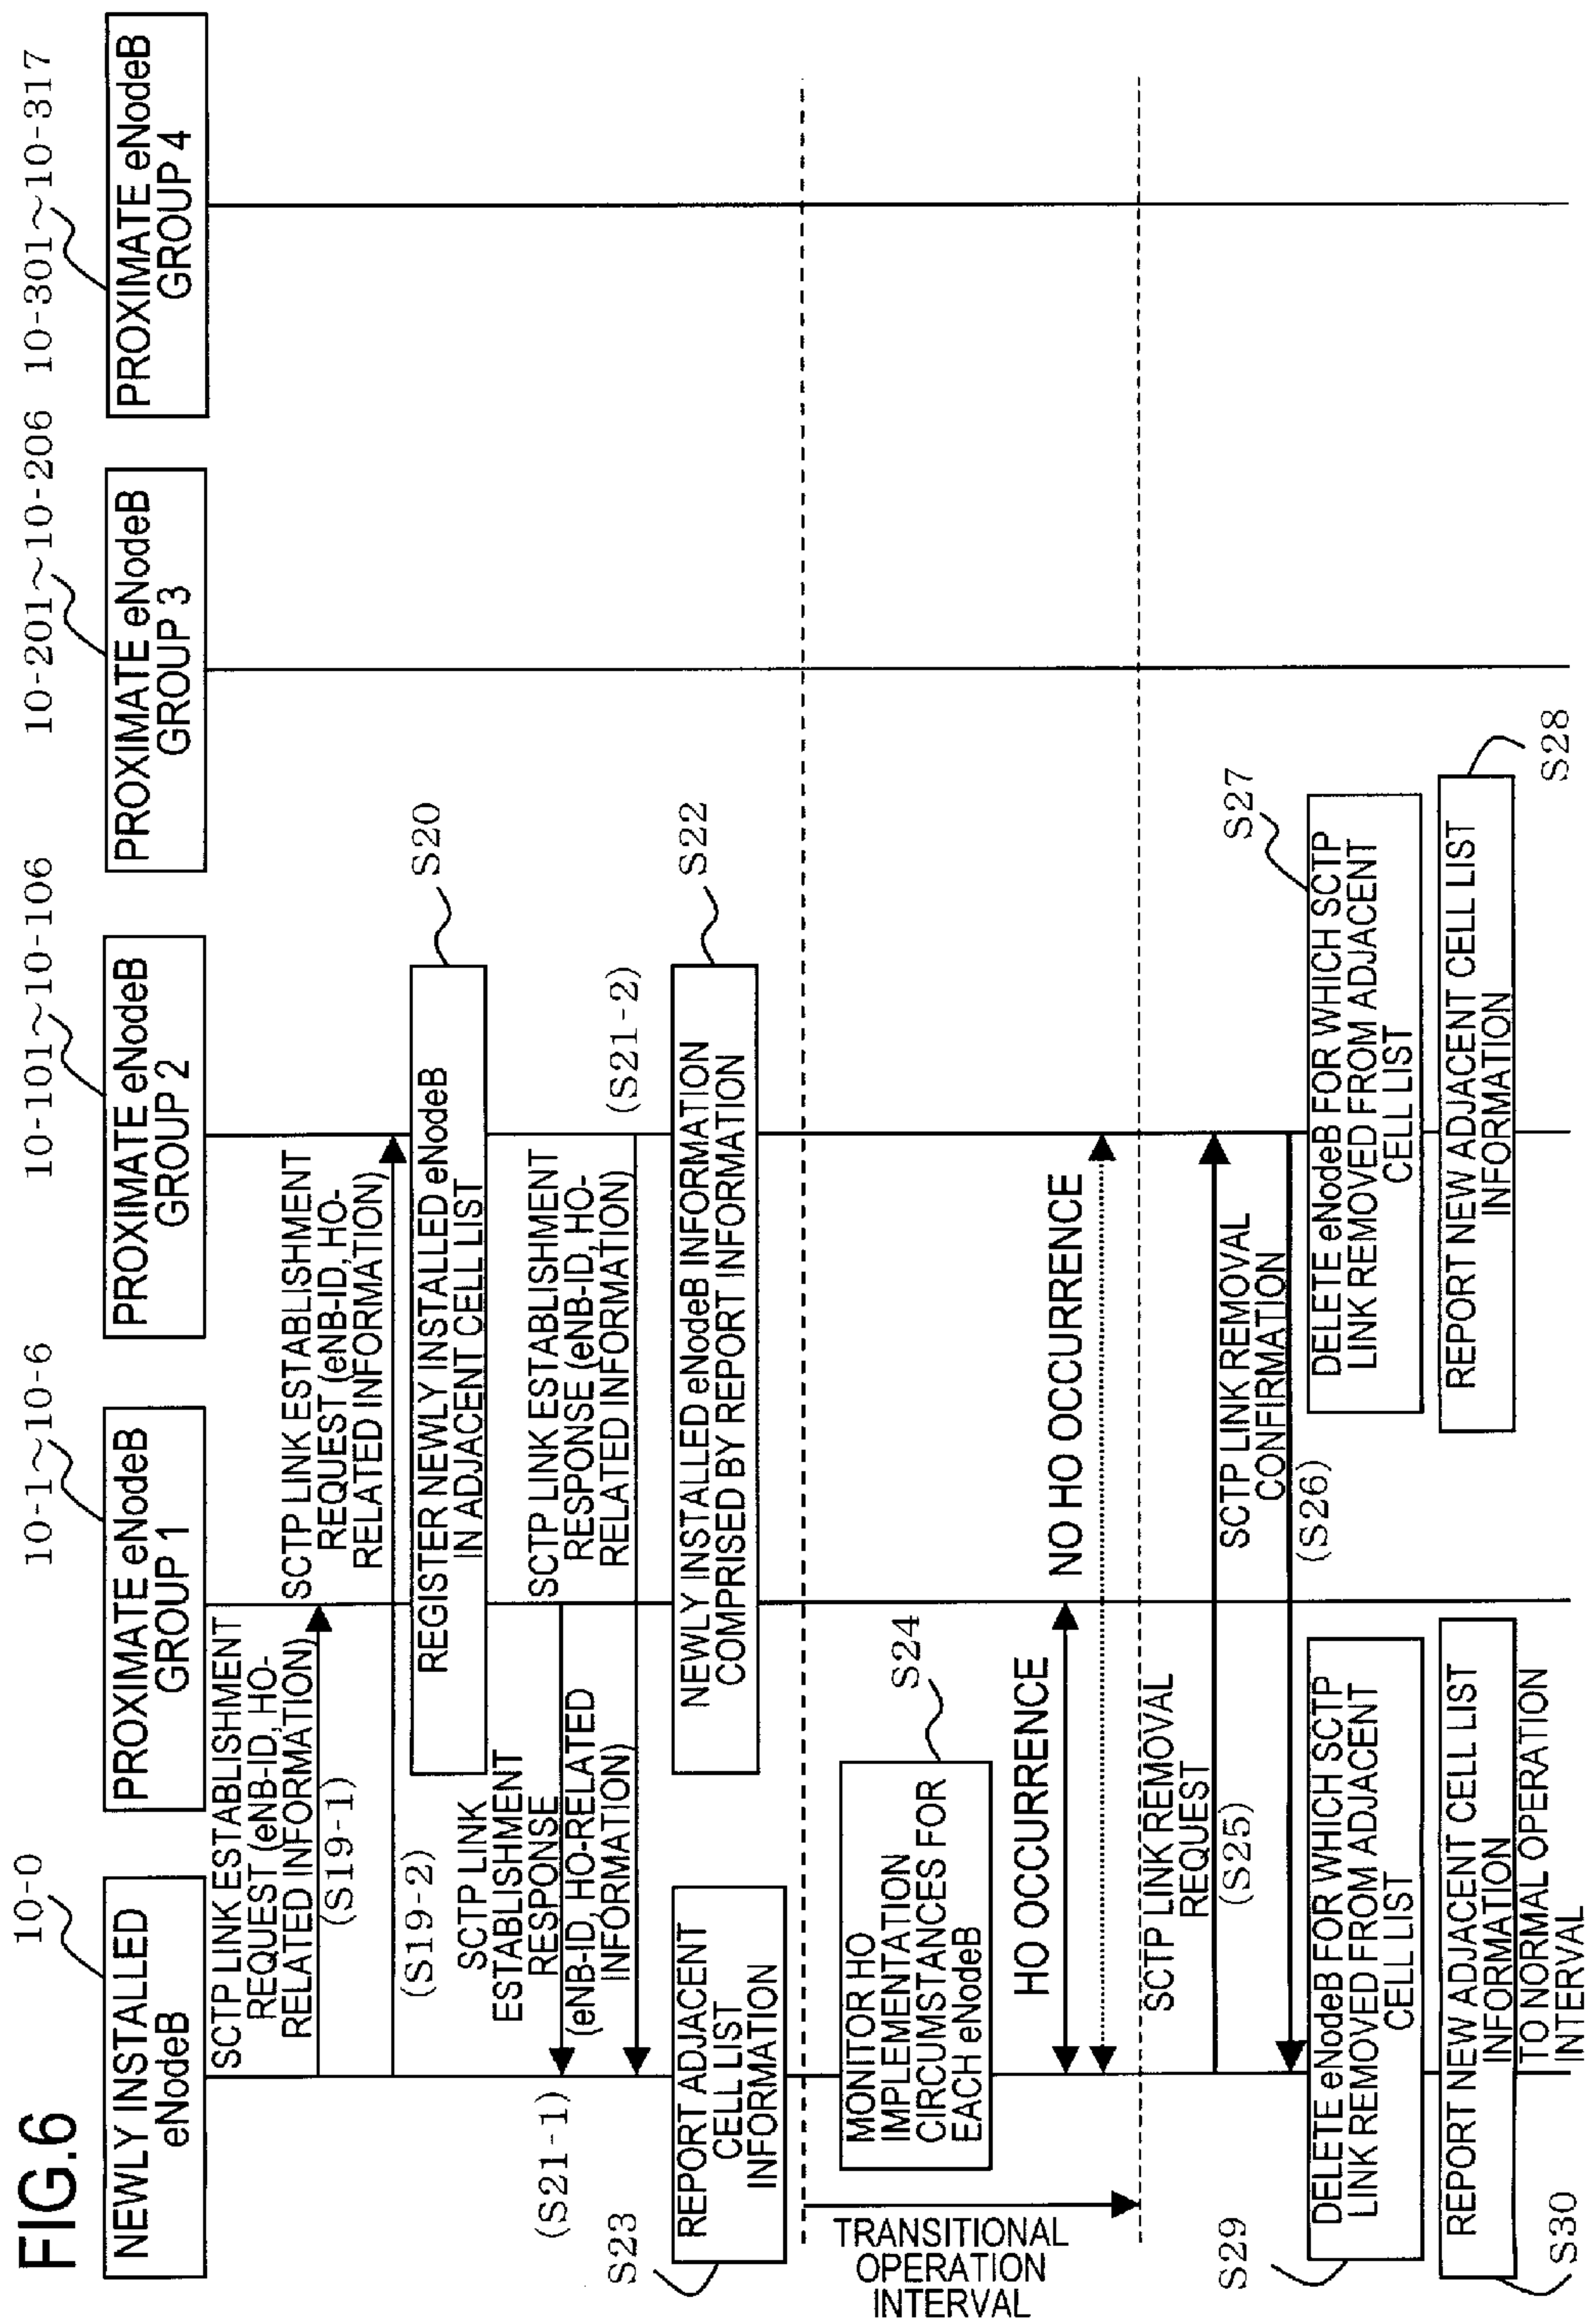 FIG.6
10-0
10-1~10-6
10-101~10-106
10-201~10-206
10-301~10-317
NEWLY INSTALLED
eNodeB
PROXIMATE eNodeB
GROUP 1
PROXIMATE eNodeB
GROUP 2
PROXIMATE eNodeB
GROUP 3
PROXIMATE eNodeB
GROUP 4
SCTP LINK ESTABLISHMENT
REQUEST (eNB-ID, HO-
RELATED INFORMATION)
(S19-1)
SCTP LINK ESTABLISHMENT
REQUEST (eNB-ID, HO-
RELATED INFORMATION)
(S19-2)
REGISTER NEWLY INSTALLED eNodeB
IN ADJACENT CELL LIST
S20
SCTP LINK
ESTABLISHMENT
RESPONSE
(eNB-ID, HO-RELATED
INFORMATION)
(S21-1)
SCTP LINK ESTABLISHMENT
RESPONSE (eNB-ID, HO-
RELATED INFORMATION)
(S21-2)
NEWLY INSTALLED eNodeB INFORMATION
COMPRISED BY REPORT INFORMATION
S22
REPORT ADJACENT
CELL LIST
INFORMATION
S23
TRANSITIONAL
OPERATION
INTERVAL
MONITOR HO
IMPLEMENTATION
CIRCUMSTANCES FOR
EACH eNodeB
S24
HO OCCURRENCE
NO HO OCCURRENCE
SCTP LINK REMOVAL
REQUEST
(S25)
SCTP LINK REMOVAL
CONFIRMATION
(S26)
DELETE eNodeB FOR WHICH SCTP
LINK REMOVED FROM ADJACENT
CELL LIST
S27
REPORT NEW ADJACENT CELL LIST
INFORMATION
S28
DELETE eNodeB FOR WHICH SCTP
LINK REMOVED FROM ADJACENT
CELL LIST
S29
REPORT NEW ADJACENT CELL LIST
INFORMATION
S30
TO NORMAL OPERATION
INTERVAL